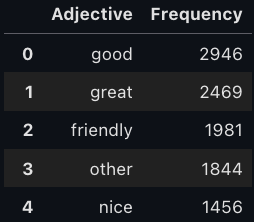 Adjective Frequency
0 good 2946
1 great 2469
2 friendly 1981
3 other 1844
4 nice 1456